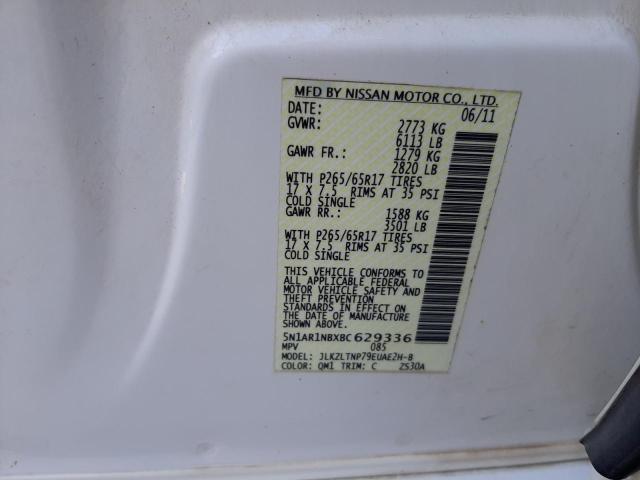 MFD BY NISSAN MOTOR CO., LTD.
DATE: 06/11
GVWR: 2773 KG
6113 LB
GAWR FR.: 1279 KG
2820 LB
WITH P265/65R17 TIRES
17 X 7.5 RIMS AT 35 PSI
COLD SINGLE
GAWR RR.: 1588 KG
3501 LB
WITH P265/65R17 TIRES
17 X 7.5 RIMS AT 35 PSI
COLD SINGLE
THIS VEHICLE CONFORMS TO
ALL APPLICABLE FEDERAL
MOTOR VEHICLE SAFETY AND
THEFT PREVENTION
STANDARDS IN EFFECT ON
THE DATE OF MANUFACTURE
SHOWN ABOVE.
5N1AR1NBXBC 629336
MPV 085
MODEL: JLKZLTNP79EUAE2H-B
COLOR: QM1 TRIM: C ZS30A